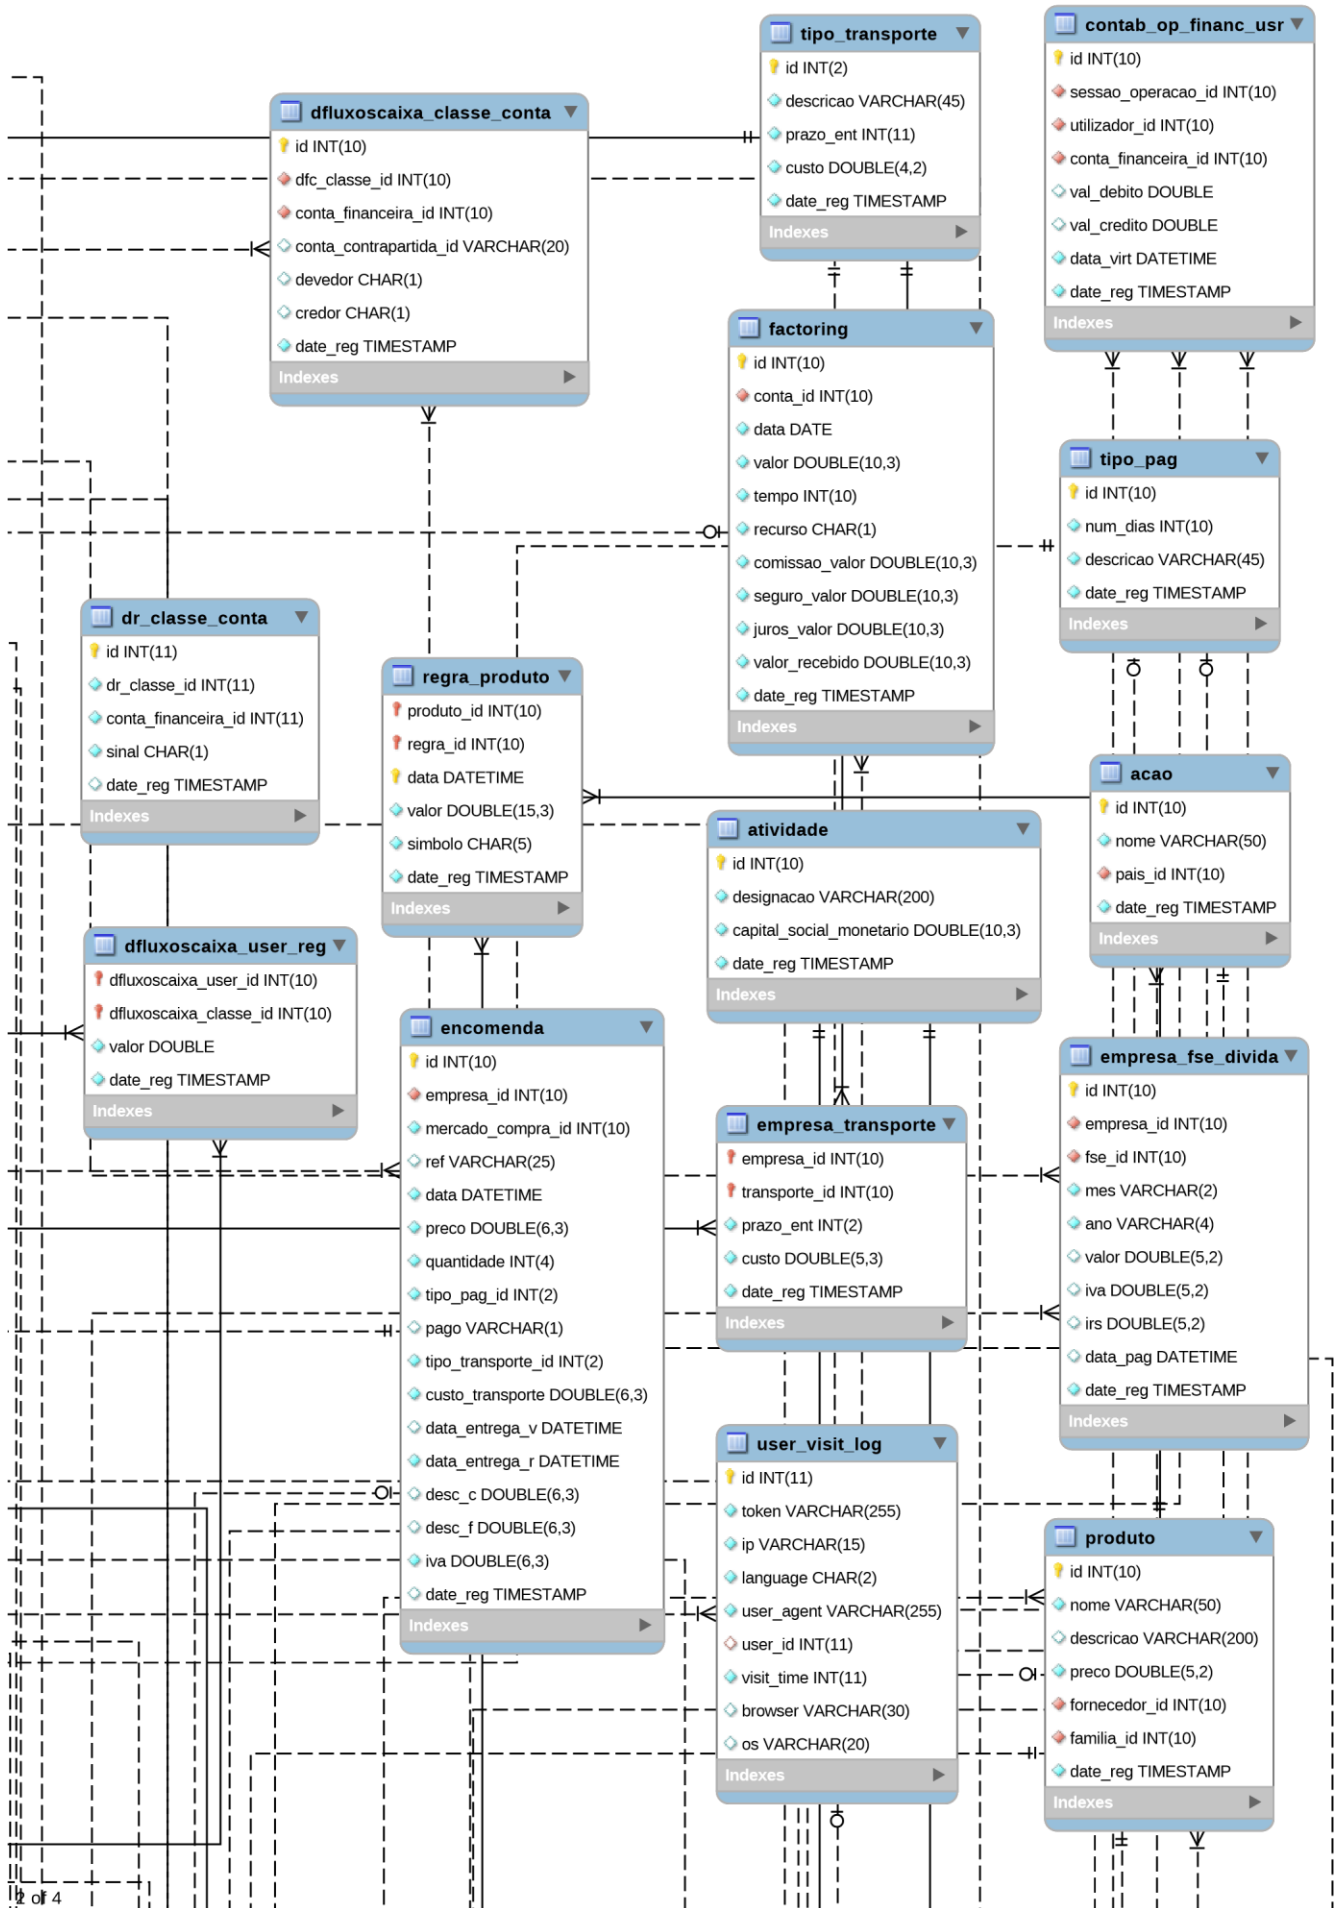 tipo_transporte
id INT(2)
descricao VARCHAR(45)
prazo_ent INT(11)
custo DOUBLE(4,2)
date_reg TIMESTAMP
Indexes
contab_op_financ_usr
id INT(10)
sessao_operacao_id INT(10)
utilizador_id INT(10)
conta_financeira_id INT(10)
val_debito DOUBLE
val_credito DOUBLE
data_virt DATETIME
date_reg TIMESTAMP
Indexes
dfluxoscaixa_classe_conta
id INT(10)
dfc_classe_id INT(10)
conta_financeira_id INT(10)
conta_contrapartida_id VARCHAR(20)
devedor CHAR(1)
credor CHAR(1)
date_reg TIMESTAMP
Indexes
factoring
id INT(10)
conta_id INT(10)
data DATE
valor DOUBLE(10,3)
tempo INT(10)
recurso CHAR(1)
comissao_valor DOUBLE(10,3)
seguro_valor DOUBLE(10,3)
juros_valor DOUBLE(10,3)
valor_recebido DOUBLE(10,3)
date_reg TIMESTAMP
Indexes
tipo_pag
id INT(10)
num_dias INT(10)
descricao VARCHAR(45)
date_reg TIMESTAMP
Indexes
dr_classe_conta
id INT(11)
dr_classe_id INT(11)
conta_financeira_id INT(11)
sinal CHAR(1)
date_reg TIMESTAMP
Indexes
regra_produto
produto_id INT(10)
regra_id INT(10)
data DATETIME
valor DOUBLE(15,3)
simbolo CHAR(5)
date_reg TIMESTAMP
Indexes
acao
id INT(10)
nome VARCHAR(50)
pais_id INT(10)
date_reg TIMESTAMP
Indexes
atividade
id INT(10)
designacao VARCHAR(200)
capital_social_monetario DOUBLE(10,3)
date_reg TIMESTAMP
Indexes
dfluxoscaixa_user_reg
dfluxoscaixa_user_id INT(10)
dfluxoscaixa_classe_id INT(10)
valor DOUBLE
date_reg TIMESTAMP
Indexes
encomenda
id INT(10)
empresa_id INT(10)
mercado_compra_id INT(10)
ref VARCHAR(25)
data DATETIME
preco DOUBLE(6,3)
quantidade INT(4)
tipo_pag_id INT(2)
pago VARCHAR(1)
tipo_transporte_id INT(2)
custo_transporte DOUBLE(6,3)
data_entrega_v DATETIME
data_entrega_r DATETIME
desc_c DOUBLE(6,3)
desc_f DOUBLE(6,3)
iva DOUBLE(6,3)
date_reg TIMESTAMP
Indexes
empresa_fse_divida
id INT(10)
empresa_id INT(10)
fse_id INT(10)
mes VARCHAR(2)
ano VARCHAR(4)
valor DOUBLE(5,2)
iva DOUBLE(5,2)
irs DOUBLE(5,2)
data_pag DATETIME
date_reg TIMESTAMP
Indexes
empresa_transporte
empresa_id INT(10)
transporte_id INT(10)
prazo_ent INT(2)
custo DOUBLE(5,3)
date_reg TIMESTAMP
Indexes
user_visit_log
id INT(11)
token VARCHAR(255)
ip VARCHAR(15)
language CHAR(2)
user_agent VARCHAR(255)
user_id INT(11)
visit_time INT(11)
browser VARCHAR(30)
os VARCHAR(20)
Indexes
produto
id INT(10)
nome VARCHAR(50)
descricao VARCHAR(200)
preco DOUBLE(5,2)
fornecedor_id INT(10)
familia_id INT(10)
date_reg TIMESTAMP
Indexes
2 of 4